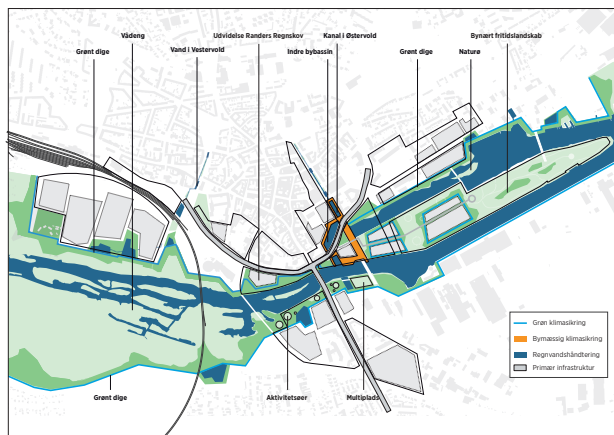 Vådeng
Udvidelse Randers Regnskov
Kanal i Østervold
Bynært fritidslandskab
Grønt dige
Vand i Vestervold
Indre bybassin
Grønt dige
Naturø
Grøn klimasikring
Bymæssig klimasikring
Regnvandshåndtering
Primær infrastruktur
Grønt dige
Aktivitetsøer
Multiplads